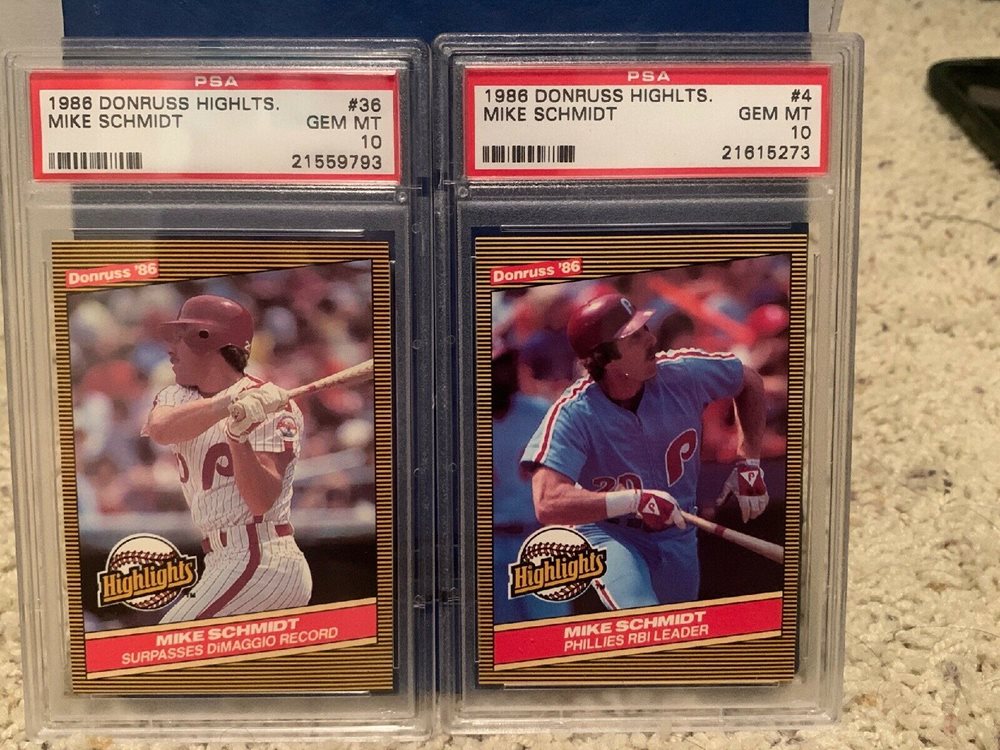 PSA
1986 DONRUSS HIGHLTS. #36
MIKE SCHMIDT GEM MT
10
21559793
Donruss '86
P
Highlights
TM
MIKE SCHMIDT
SURPASSES DiMAGGIO RECORD
PSA
1986 DONRUSS HIGHLTS. #4
MIKE SCHMIDT GEM MT
10
21615273
Donruss '86
P
P
20
P
P
Highlights
MIKE SCHMIDT
PHILLIES RBI LEADER